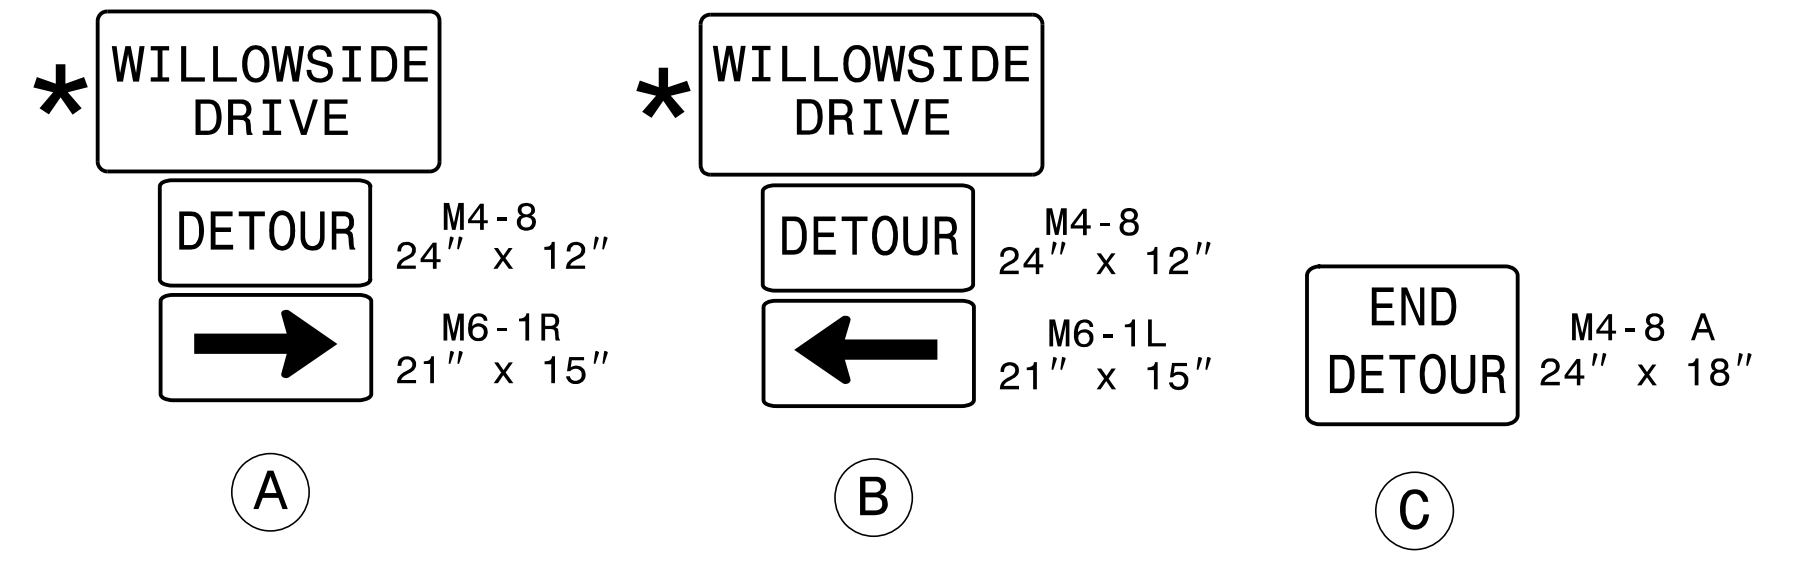 * WILLOWSIDE
DRIVE
DETOUR
M4-8
24" x 12"
M6-1R
21" x 15"
A
* WILLOWSIDE
DRIVE
DETOUR
M4-8
24" x 12"
M6-1L
21" x 15"
B
END
DETOUR
M4-8 A
24" x 18"
C